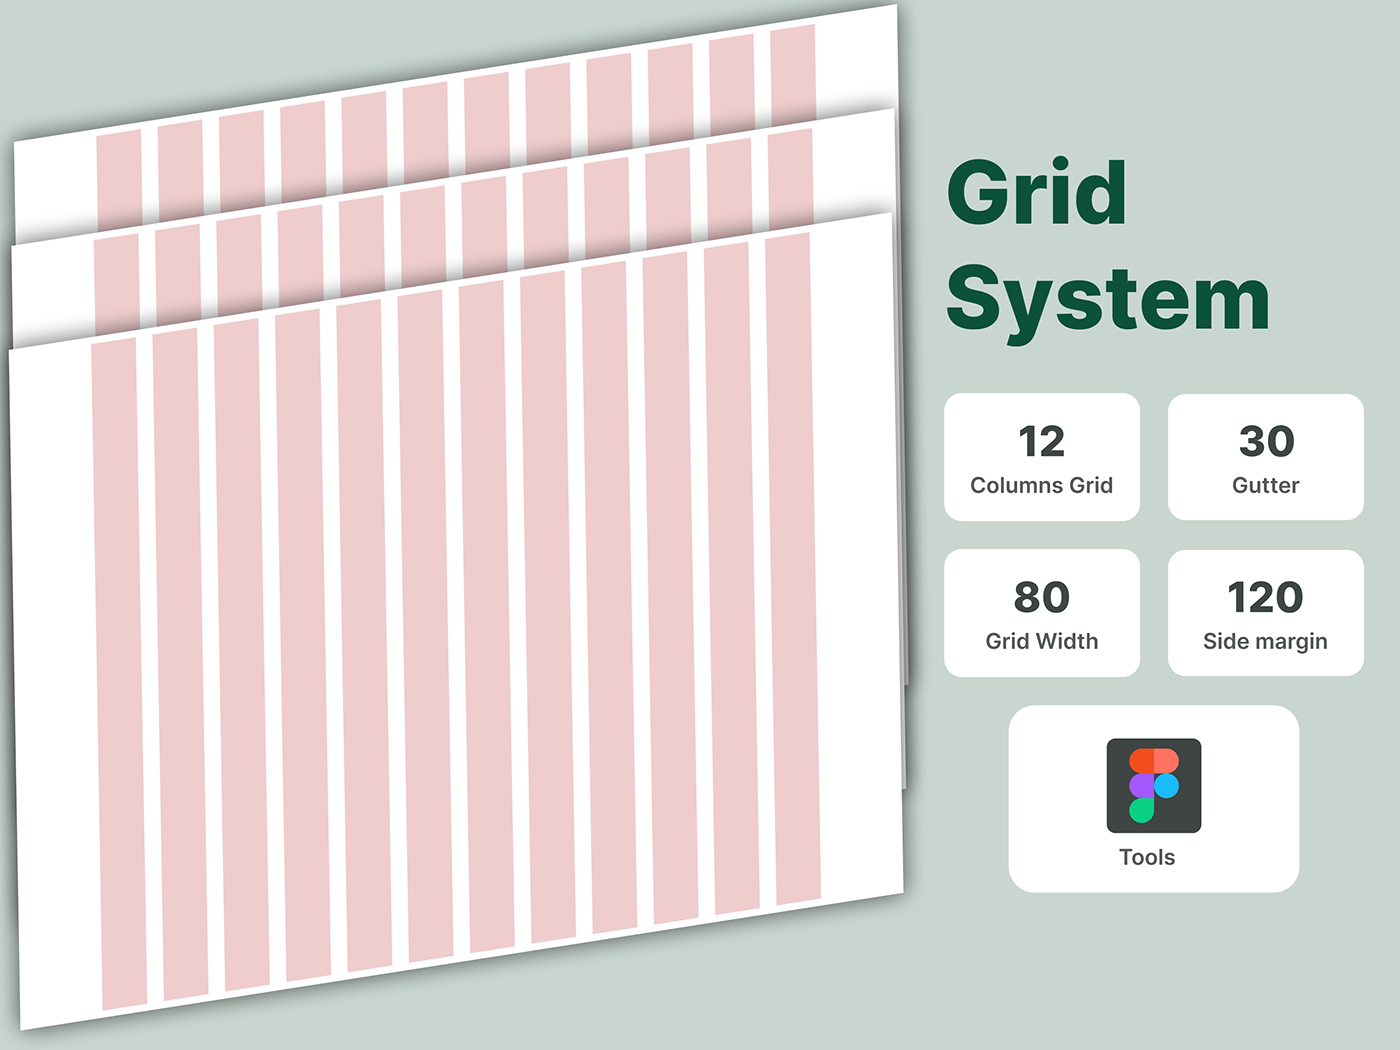 Grid
System
12
Columns Grid
30
Gutter
80
Grid Width
120
Side margin
Tools